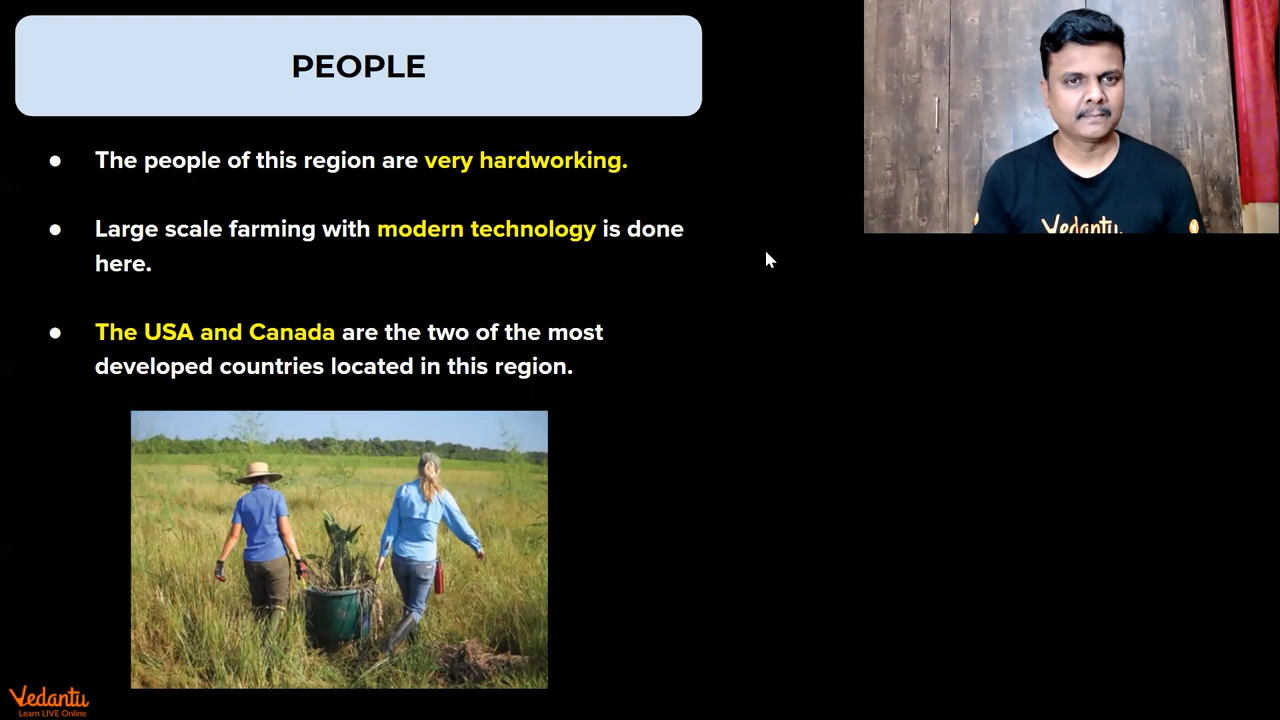 PEOPLE
● The people of this region are very hardworking.
● Large scale farming with modern technology is done
here.
● The USA and Canada are the two of the most
developed countries located in this region.
Vedantu
Vedantu
Learn LIVE Online